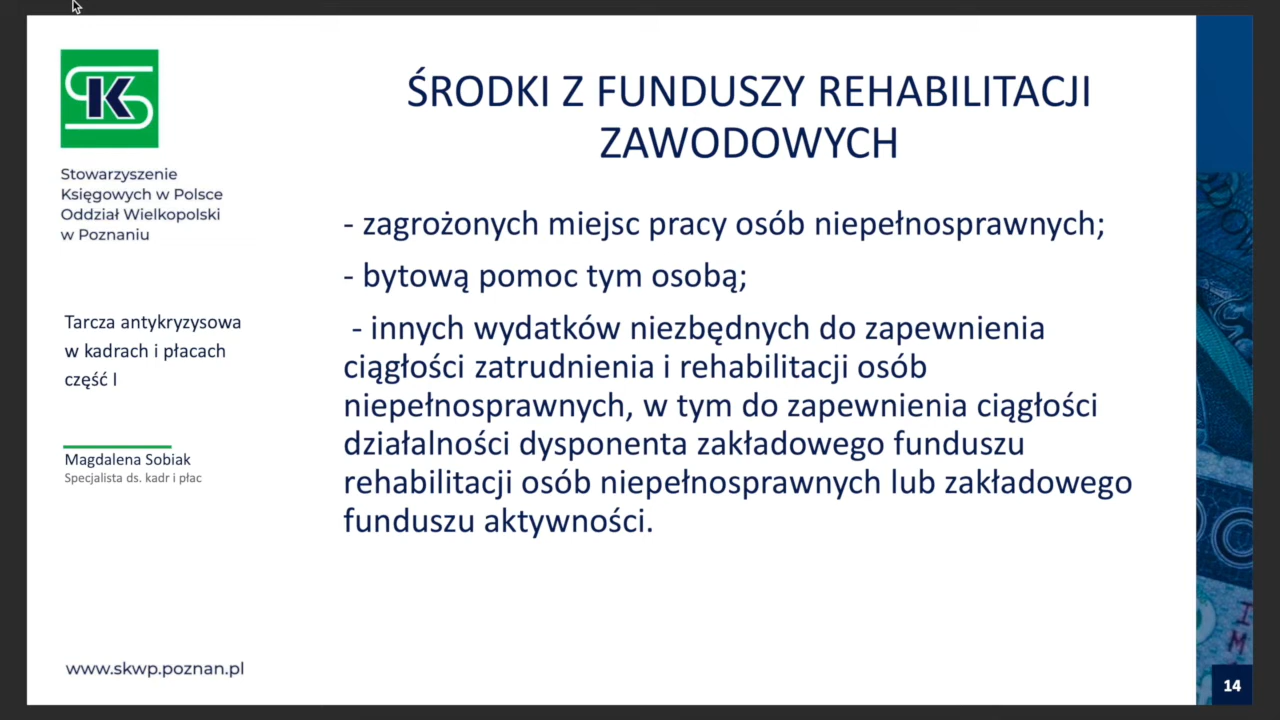 ŚRODKI Z FUNDUSZY REHABILITACJI
ZAWODOWYCH
K
Stowarzyszenie
Księgowych w Polsce
Oddział Wielkopolski
w Poznaniu
Tarcza antykryzysowa
w kadrach i płacach
część I
Magdalena Sobiak
Specjalista ds. kadr i płac
- zagrożonych miejsc pracy osób niepełnosprawnych;
- bytową pomoc tym osobą;
- innych wydatków niezbędnych do zapewnienia
ciągłości zatrudnienia i rehabilitacji osób
niepełnosprawnych, w tym do zapewnienia ciągłości
działalności dysponenta zakładowego funduszu
rehabilitacji osób niepełnosprawnych lub zakładowego
funduszu aktywności.
www.skwp.poznan.pl
14